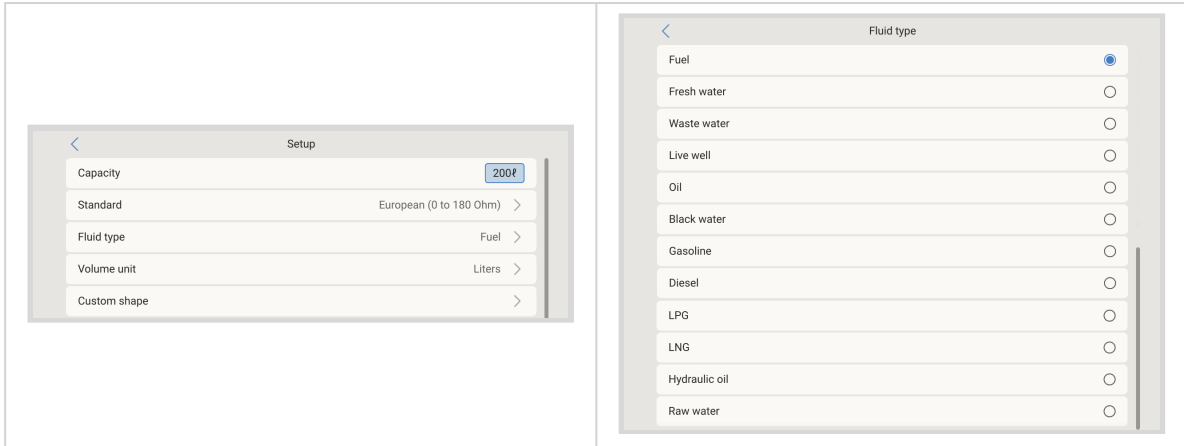 Setup
Capacity 200ℓ
Standard European (0 to 180 Ohm)
Fluid type Fuel
Volume unit Liters
Custom shape
Fluid type
Fuel
Fresh water
Waste water
Live well
Oil
Black water
Gasoline
Diesel
LPG
LNG
Hydraulic oil
Raw water